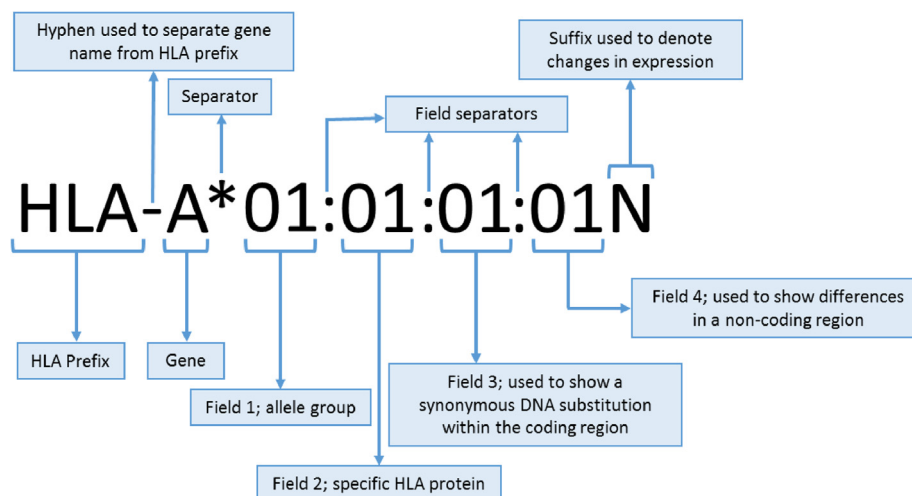 Hyphen used to separate gene
name from HLA prefix
Suffix used to denote
changes in expression
Separator
Field separators
HLA-A*01:01:01:01N
Field 4; used to show differences
in a non-coding region
HLA Prefix
Gene
Field 3; used to show a
synonymous DNA substitution
within the coding region
Field 1; allele group
Field 2; specific HLA protein